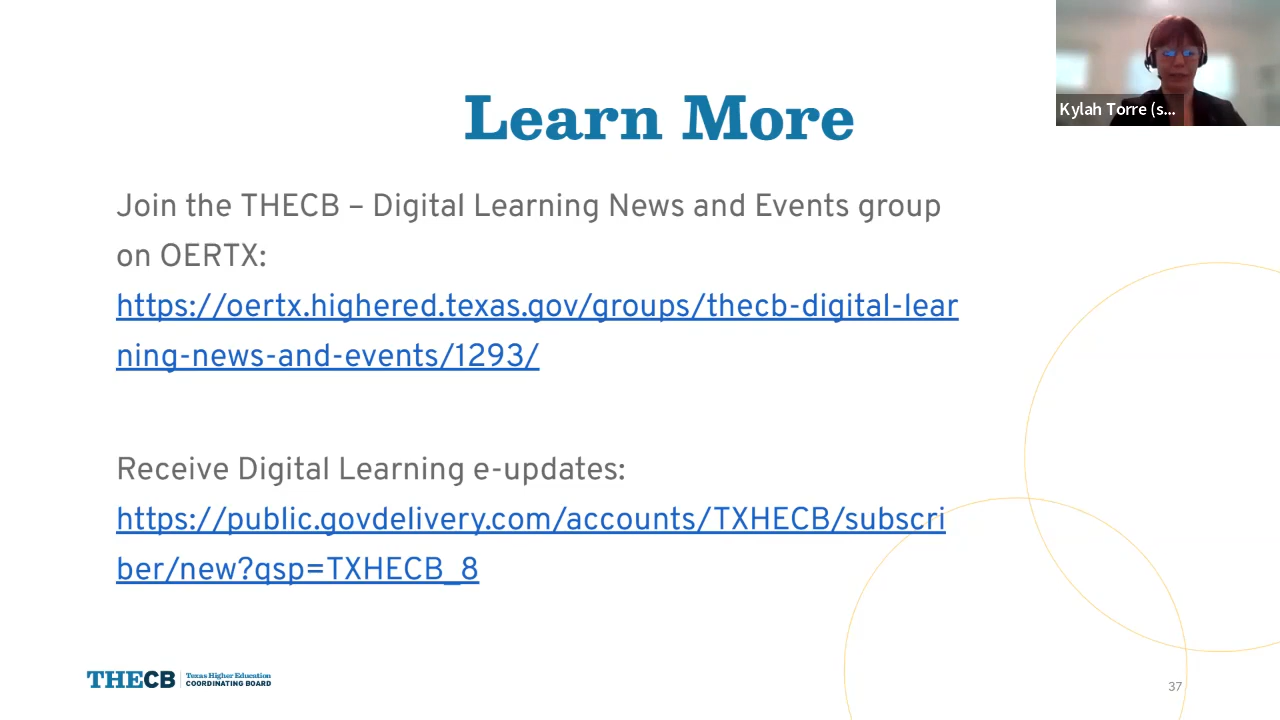 Learn More
Kylah Torre (s...
Join the THECB – Digital Learning News and Events group
on OERTX:
https://oertx.highered.texas.gov/groups/thecb-digital-lear
ning-news-and-events/1293/
Receive Digital Learning e-updates:
https://public.govdelivery.com/accounts/TXHECB/subscri
ber/new?qsp=TXHECB_8
THECB
Texas Higher Education
COORDINATING BOARD
37